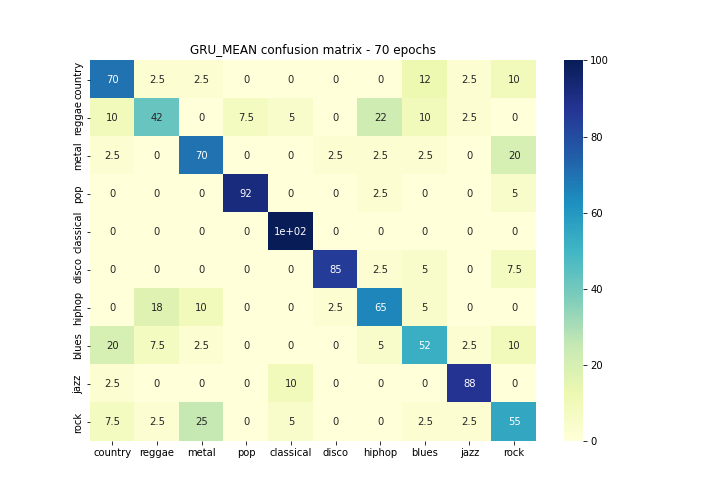 GRU_MEAN confusion matrix - 70 epochs
country 70 2.5 2.5 0 0 0 0 12 2.5 10
reggae 10 42 0 7.5 5 0 22 10 2.5 0
metal 2.5 0 70 0 0 2.5 2.5 2.5 0 20
pop 0 0 0 92 0 0 2.5 0 0 5
classical 0 0 0 0 1e+02 0 0 0 0 0
disco 0 0 0 0 0 85 2.5 5 0 7.5
hiphop 0 18 10 0 0 2.5 65 5 0 0
blues 20 7.5 2.5 0 0 0 5 52 2.5 10
jazz 2.5 0 0 0 10 0 0 0 88 0
rock 7.5 2.5 25 0 5 0 0 2.5 2.5 55
country reggae metal pop classical disco hiphop blues jazz rock
100
80
60
40
20
0